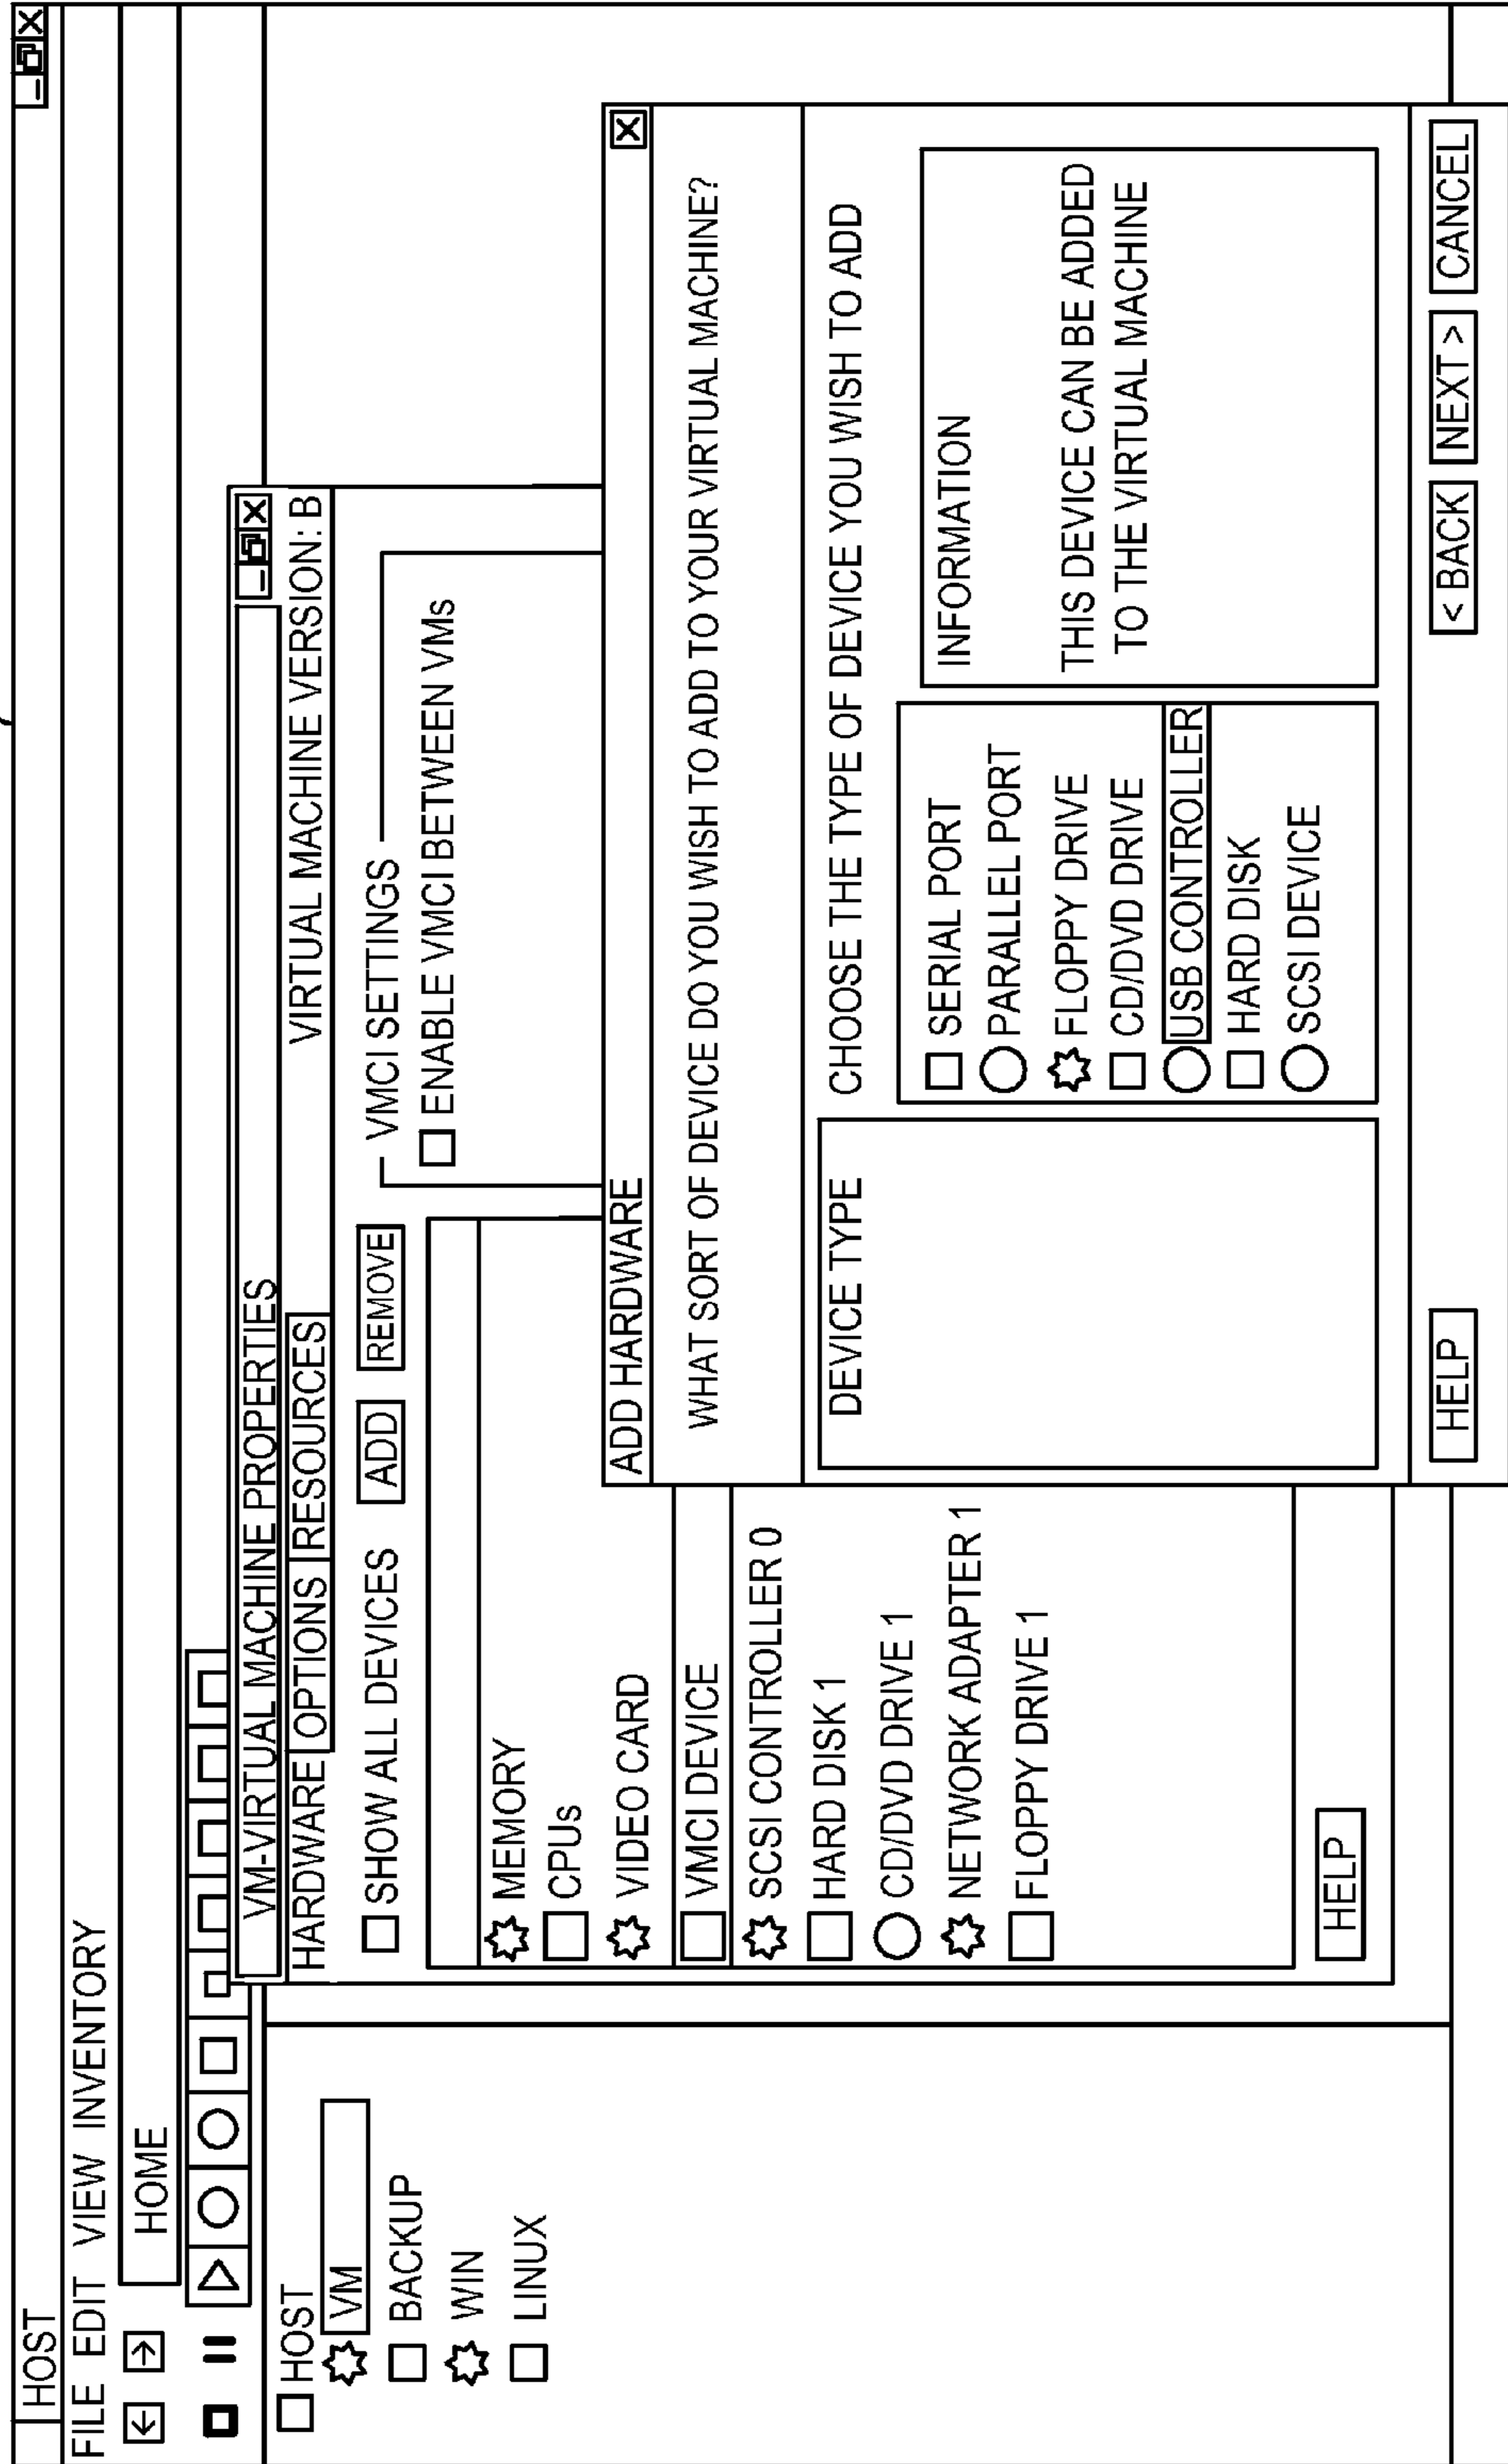 HOST
FILE EDIT VIEW INVENTORY
HOME
HOST
VM
BACKUP
WIN
LINUX
VM-VIRTUAL MACHINE PROPERTIES
HARDWARE OPTIONS RESOURCES
VIRTUAL MACHINE VERSION: B
SHOW ALL DEVICES
ADD
REMOVE
MEMORY
CPUs
VIDEO CARD
VMCI DEVICE
SCSI CONTROLLER 0
HARD DISK 1
CD/DVD DRIVE 1
NETWORK ADAPTER 1
FLOPPY DRIVE 1
HELP
VMCI SETTINGS
ENABLE VMCI BETWEEN VMs
ADD HARDWARE
WHAT SORT OF DEVICE DO YOU WISH TO ADD TO YOUR VIRTUAL MACHINE?
DEVICE TYPE
CHOOSE THE TYPE OF DEVICE YOU WISH TO ADD
SERIAL PORT
PARALLEL PORT
FLOPPY DRIVE
CD/DVD DRIVE
USB CONTROLLER
HARD DISK
SCSI DEVICE
INFORMATION
THIS DEVICE CAN BE ADDED
TO THE VIRTUAL MACHINE
HELP
< BACK
NEXT >
CANCEL